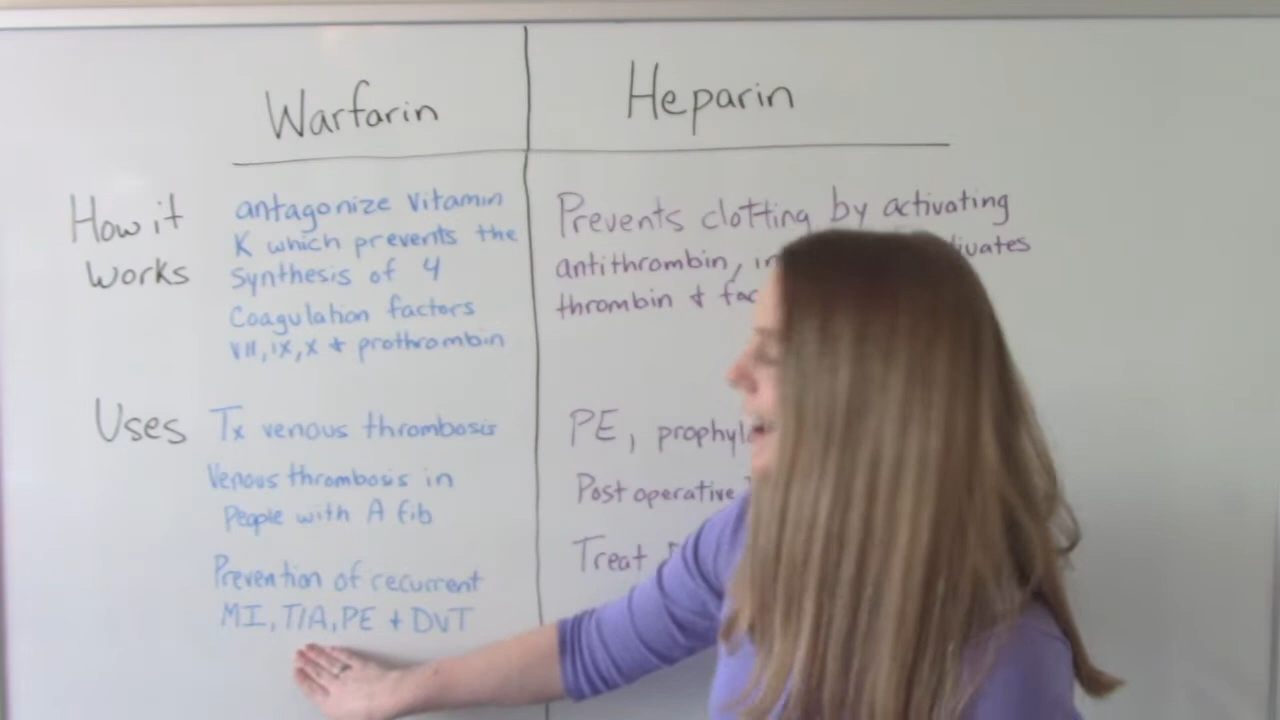 Warfarin
Heparin
How it
works
antagonize vitamin
K which prevents the
Synthesis of 4
Coagulation factors
VII, IX, X + prothrombin
Prevents clotting by activating
antithrombin,
thrombin +
Uses
Tx venous thrombosis
Venous thrombosis in
People with A fib
Prevention of recurrent
MI, TIA, PE + DVT
PE,
Post operative
Treat